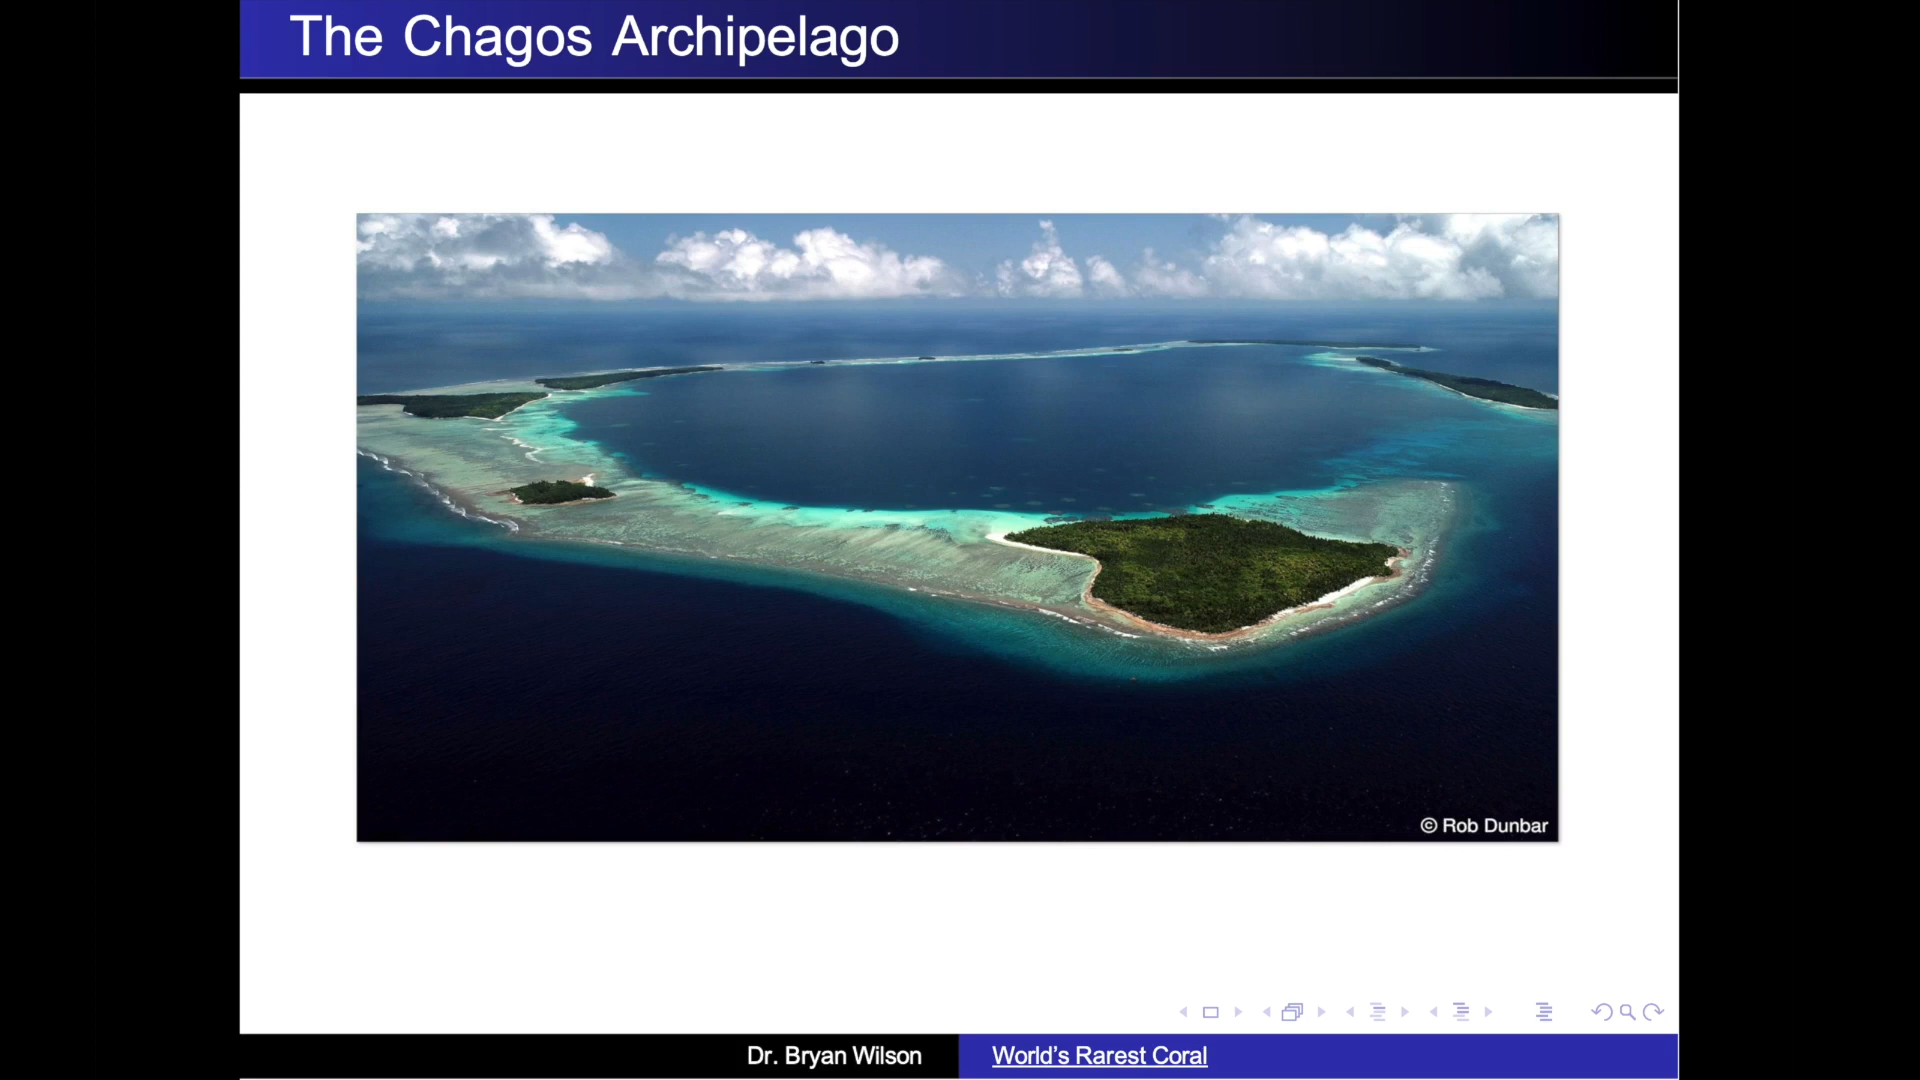 The Chagos Archipelago
© Rob Dunbar
Dr. Bryan Wilson
World's Rarest Coral